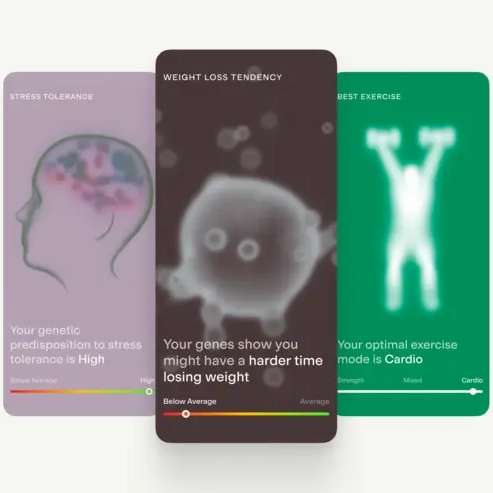 STRESS TOLERANCE
Your genetic
predisposition to stress
tolerance is High
Below Average
High
WEIGHT LOSS TENDENCY
Your genes show you
might have a harder time
losing weight
Below Average
Average
BEST EXERCISE
Your optimal exercise
mode is Cardio
Strength
Mixed
Cardio